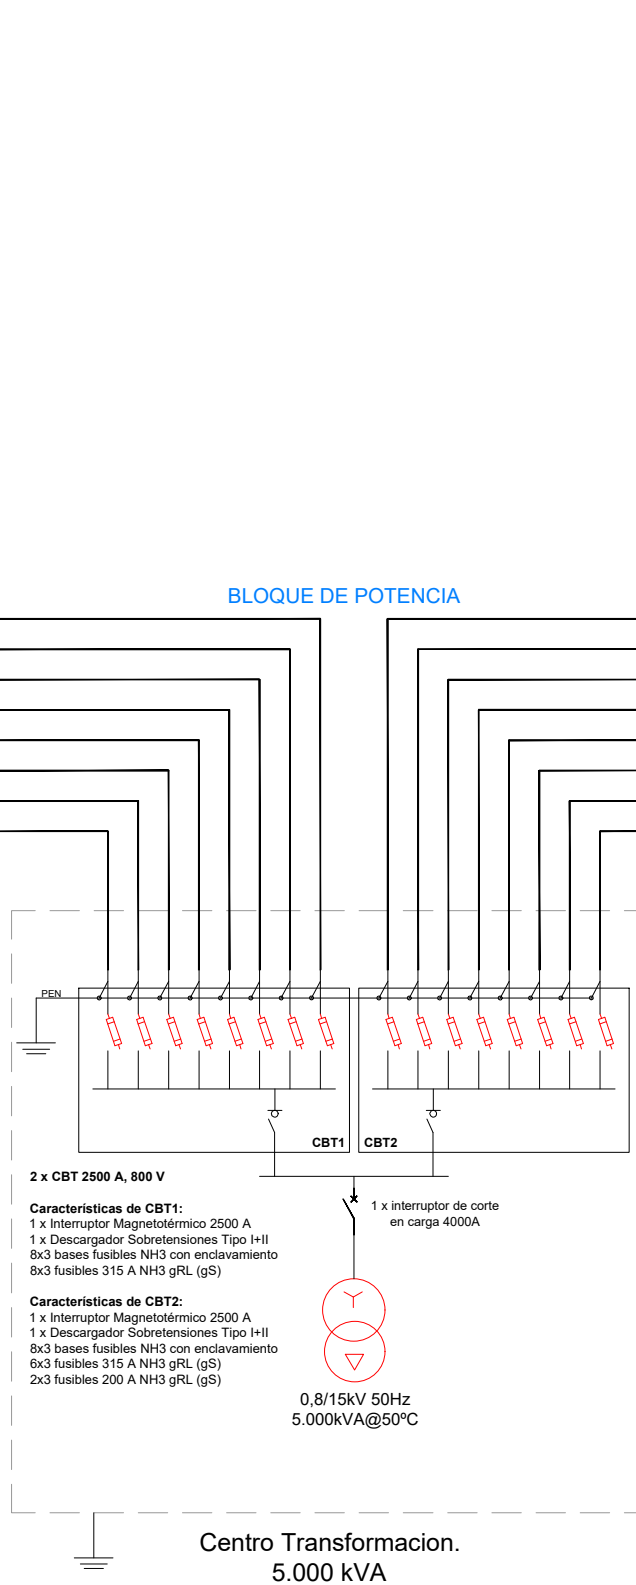 BLOQUE DE POTENCIA
PEN
CBT1
CBT2
2 x CBT 2500 A, 800 V
Características de CBT1:
1 x Interruptor Magnetotérmico 2500 A
1 x Descargador Sobretensiones Tipo I+II
8x3 bases fusibles NH3 con enclavamiento
8x3 fusibles 315 A NH3 gRL (gS)
Características de CBT2:
1 x Interruptor Magnetotérmico 2500 A
1 x Descargador Sobretensiones Tipo I+II
8x3 bases fusibles NH3 con enclavamiento
6x3 fusibles 315 A NH3 gRL (gS)
2x3 fusibles 200 A NH3 gRL (gS)
1 x interruptor de corte
en carga 4000A
0,8/15kV 50Hz
5.000kVA@50ºC
Centro Transformacion.
5.000 kVA